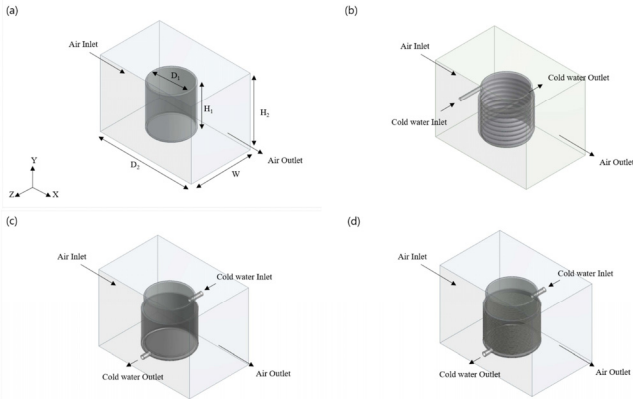 (a)
Air Inlet
D₁
H₁
H₂
D₂
W
Air Outlet
Y
Z
X
(b)
Air Inlet
Cold water Outlet
Cold water Inlet
Air Outlet
(c)
Air Inlet
Cold water Inlet
Cold water Outlet
Air Outlet
(d)
Air Inlet
Cold water Inlet
Cold water Outlet
Air Outlet